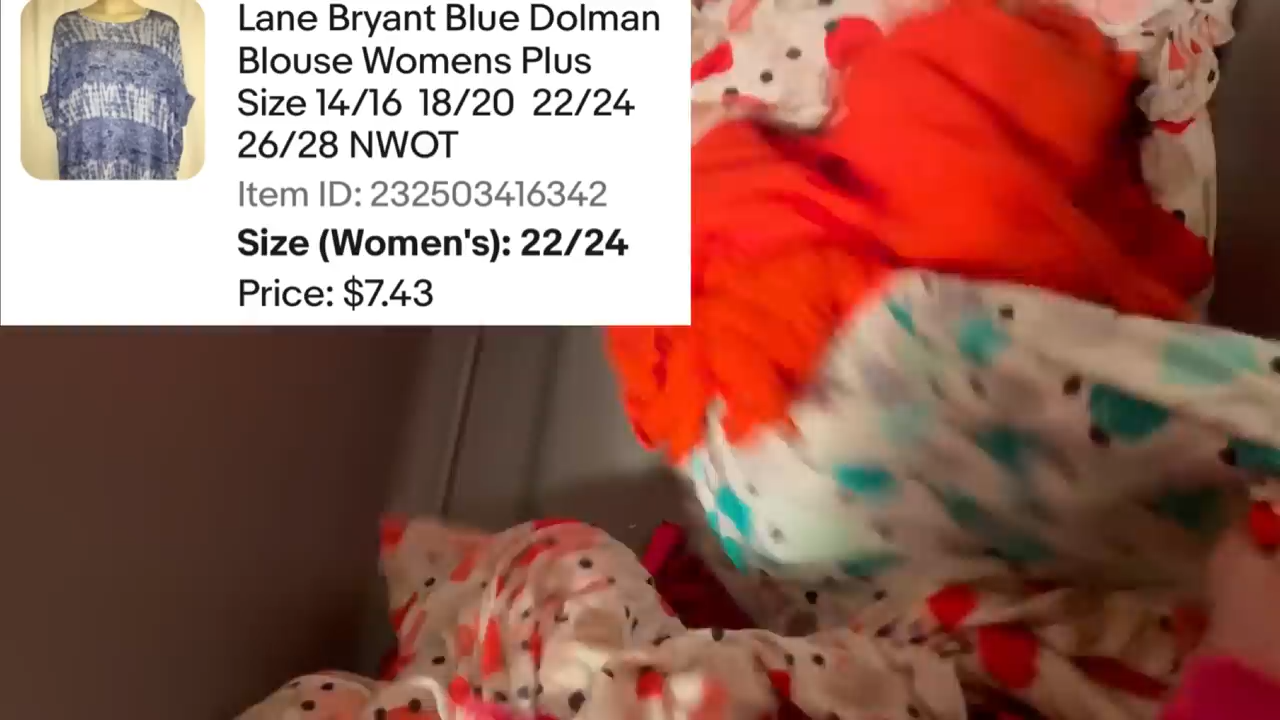 Lane Bryant Blue Dolman
Blouse Womens Plus
Size 14/16 18/20 22/24
26/28 NWOT
Item ID: 232503416342
Size (Women's): 22/24
Price: $7.43